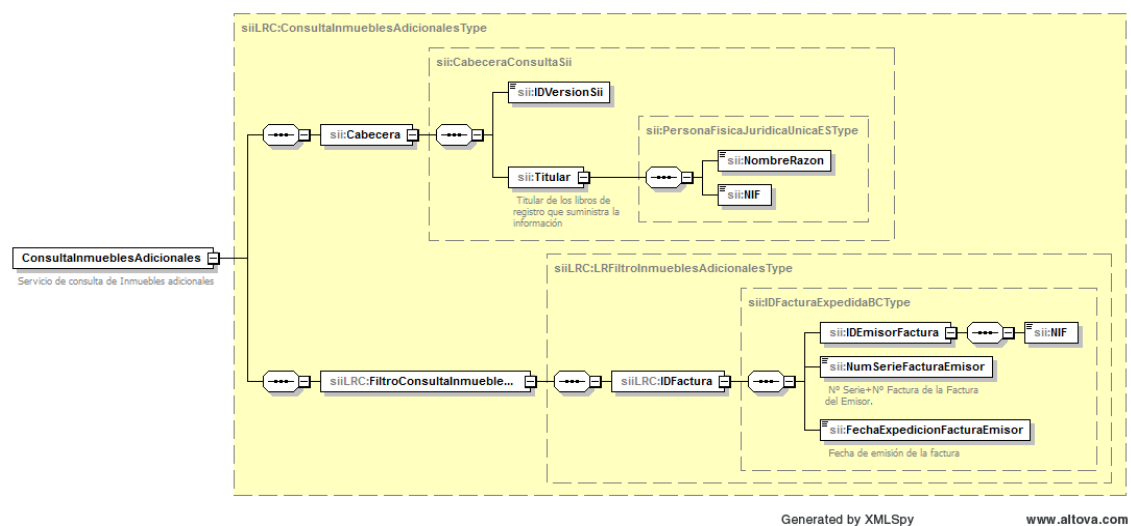 siiLRC:ConsultaInmueblesAdicionalesType
sii:CabeceraConsultaSii
sii:IDVersionSii
sii:PersonaFisicaJuridicaUnicaESType
sii:Cabecera
sii:NombreRazon
sii:Titular
sii:NIF
Titular de los libros de
registro que suministra la
información
ConsultaInmueblesAdicionales
Servicio de consulta de Inmuebles adicionales
siiLRC:LRFiltroInmueblesAdicionalesType
sii:IDFacturaExpedidaBCType
sii:IDEmisorFactura
sii:NIF
siiLRC:FiltroConsultaInmueble...
siiLRC:IDFactura
sii:NumSerieFacturaEmisor
Nº Serie+Nº Factura de la Factura
del Emisor.
sii:FechaExpedicionFacturaEmisor
Fecha de emisión de la factura
Generated by XMLSpy
www.altova.com